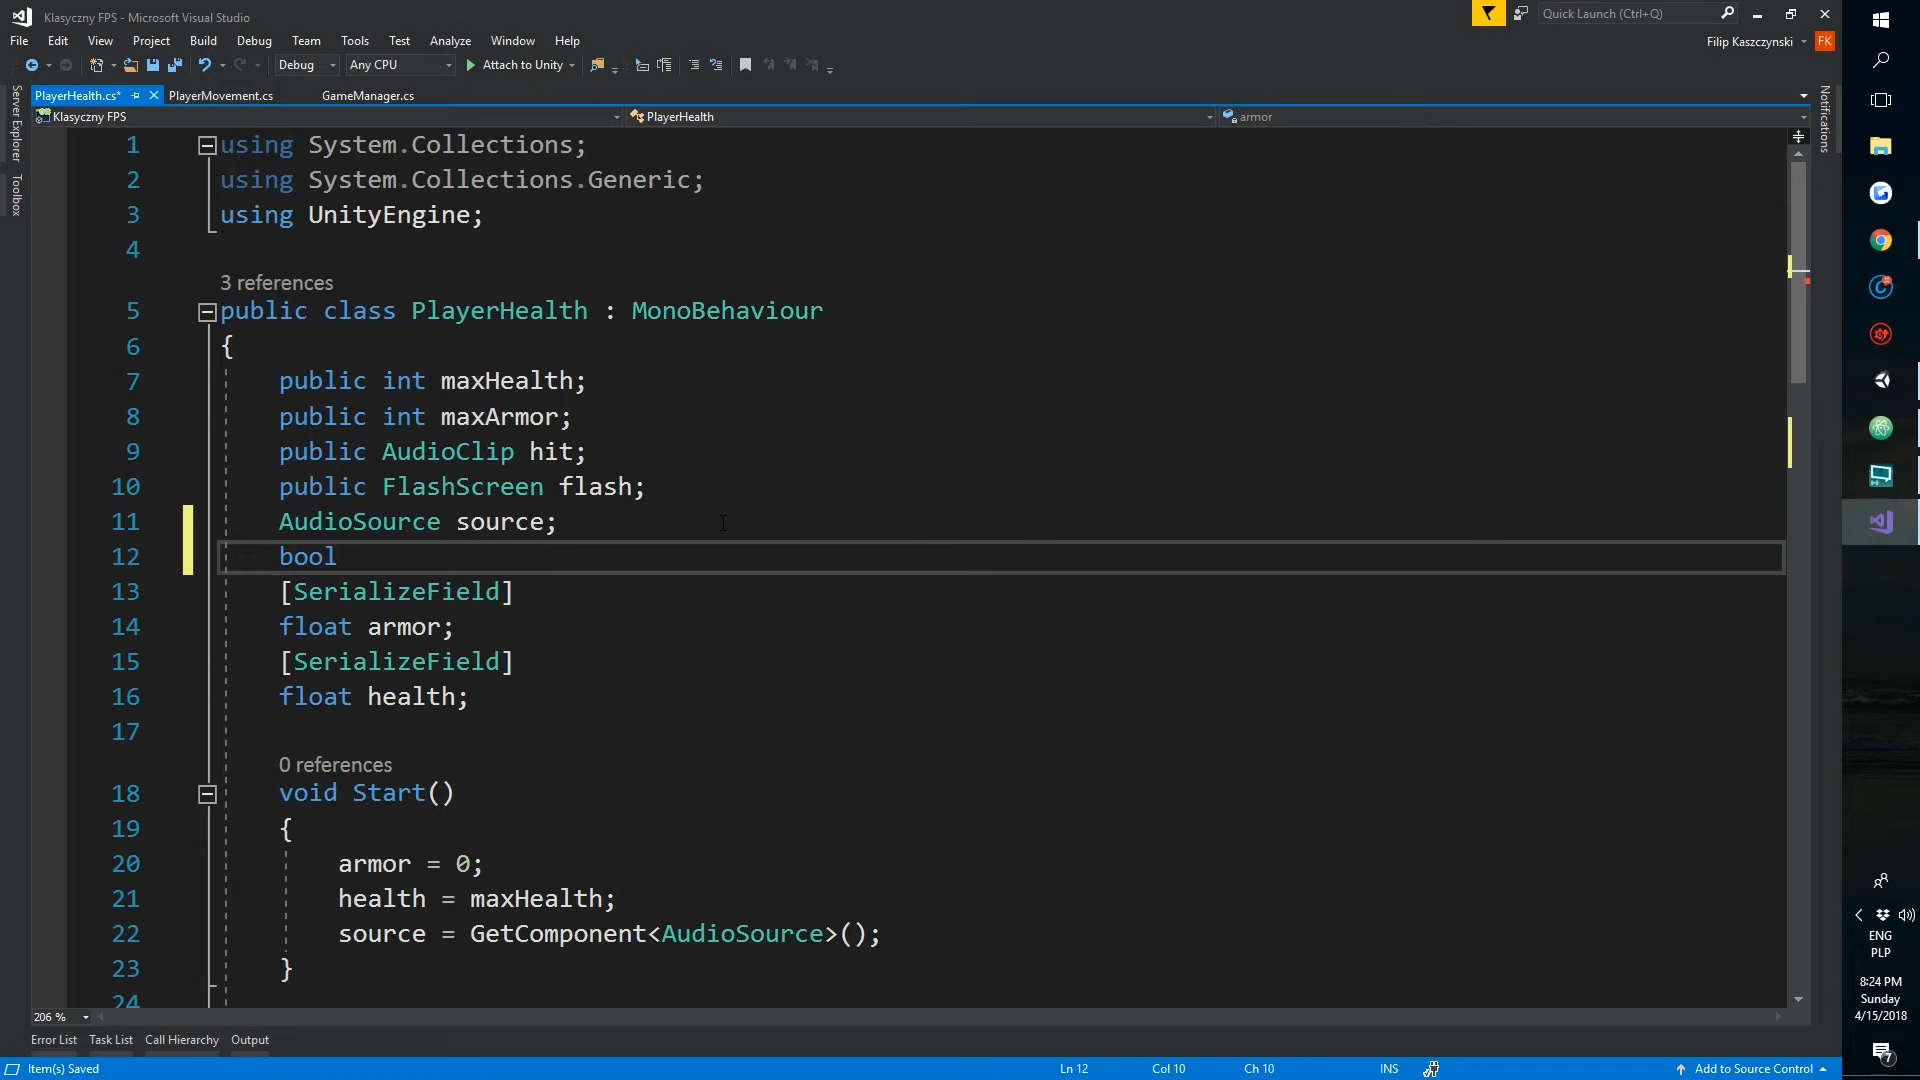 Klasyczny FPS - Microsoft Visual Studio
Quick Launch (Ctrl+Q)
File Edit View Project Build Debug Team Tools Test Analyze Window Help
Filip Kaszczynski FK
Debug Any CPU Attach to Unity
PlayerHealth.cs* PlayerMovement.cs GameManager.cs
Klasyczny FPS PlayerHealth armor
Server Explorer
Toolbox
Notifications
1 using System.Collections;
2 using System.Collections.Generic;
3 using UnityEngine;
4
3 references
5 public class PlayerHealth : MonoBehaviour
6 {
7 public int maxHealth;
8 public int maxArmor;
9 public AudioClip hit;
10 public FlashScreen flash;
11 AudioSource source;
12 bool
13 [SerializeField]
14 float armor;
15 [SerializeField]
16 float health;
17
0 references
18 void Start()
19 {
20 armor = 0;
21 health = maxHealth;
22 source = GetComponent<AudioSource>();
23 }
24
206 %
Error List Task List Call Hierarchy Output
Item(s) Saved Ln 12 Col 10 Ch 10 INS Add to Source Control
ENG
PLP
8:24 PM
Sunday
4/15/2018
7